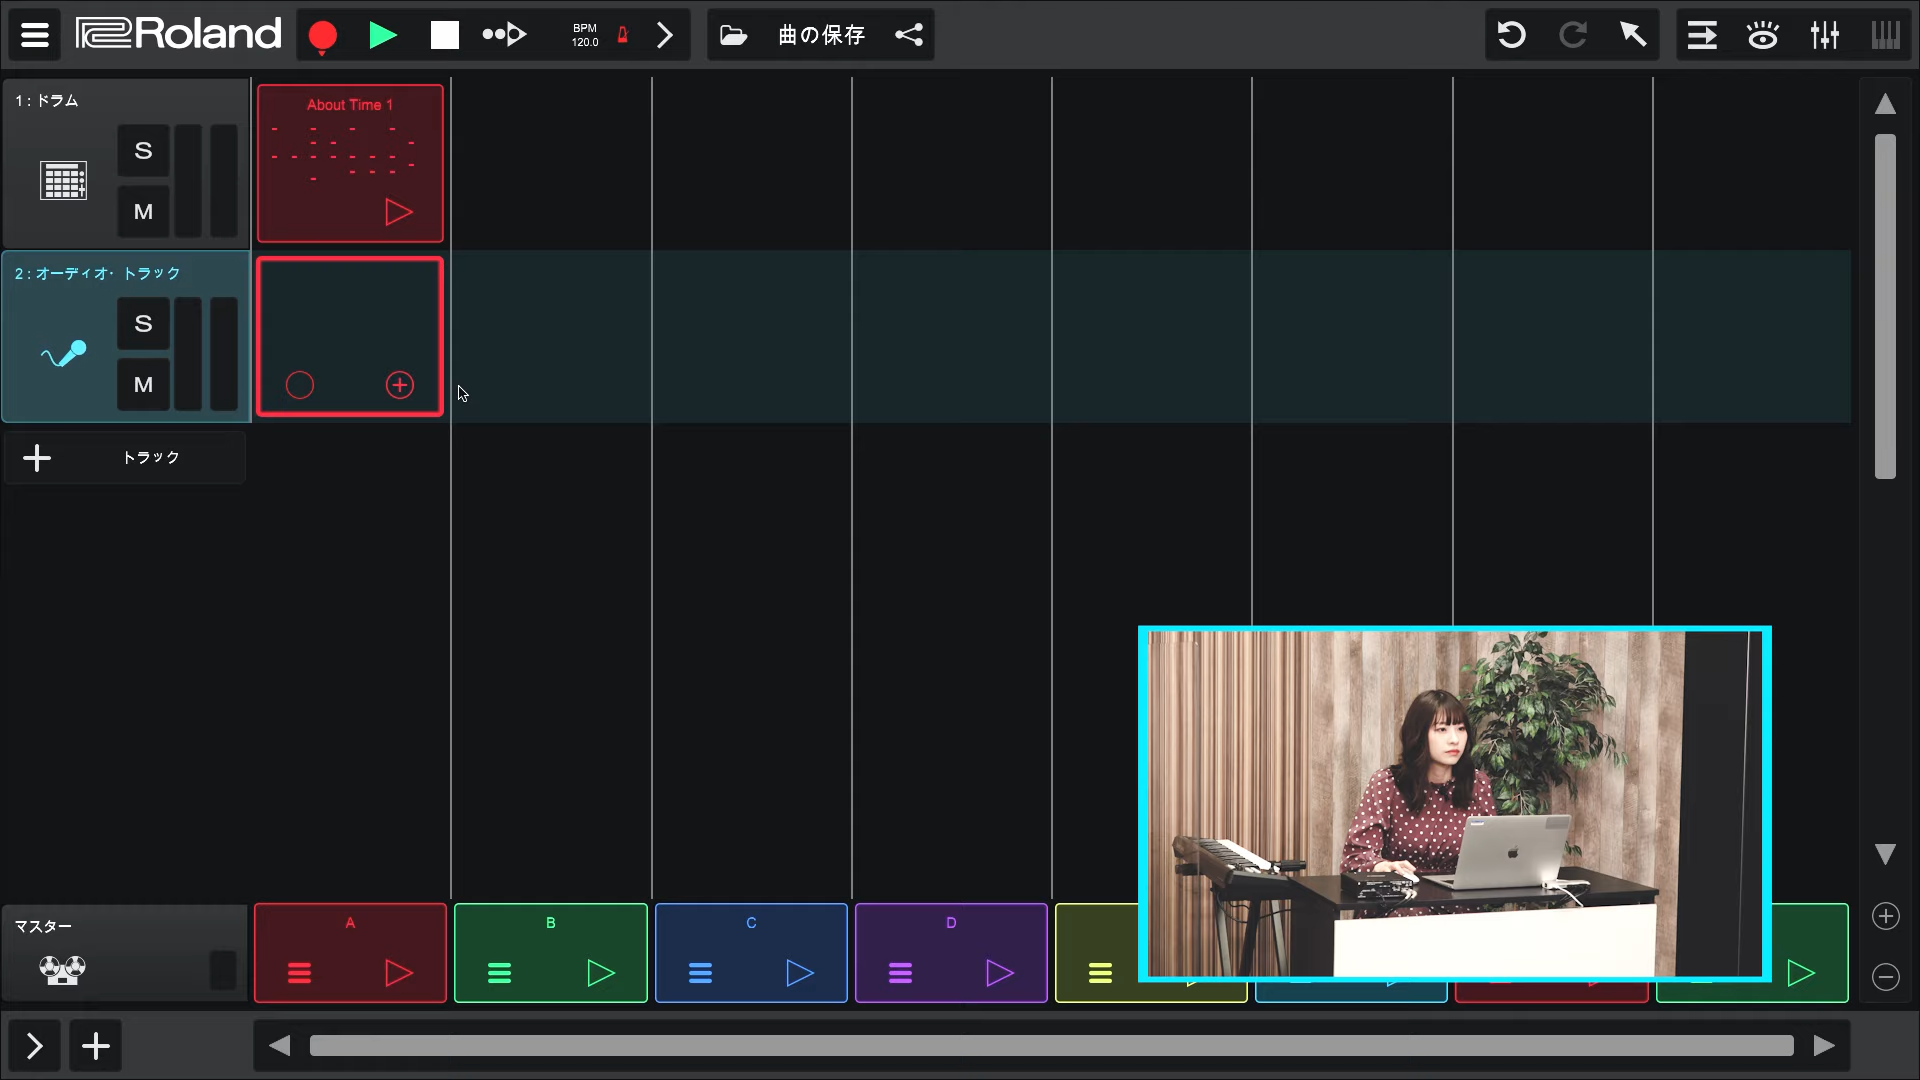 Roland
BPM
120.0
曲の保存
1 : ドラム
S
M
About Time 1
2 : オーディオ・トラック
S
M
トラック
マスター
A
B
C
D